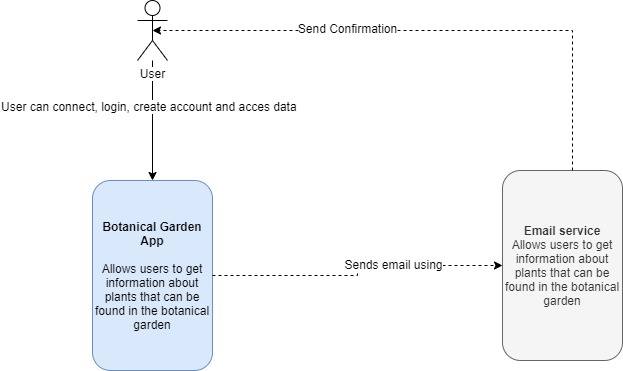 Send Confirmation
User
User can connect, login, create account and acces data
Botanical Garden
App
Allows users to get
information about
plants that can be
found in the botanical
garden
Sends email using
Email service
Allows users to get
information about
plants that can be
found in the botanical
garden